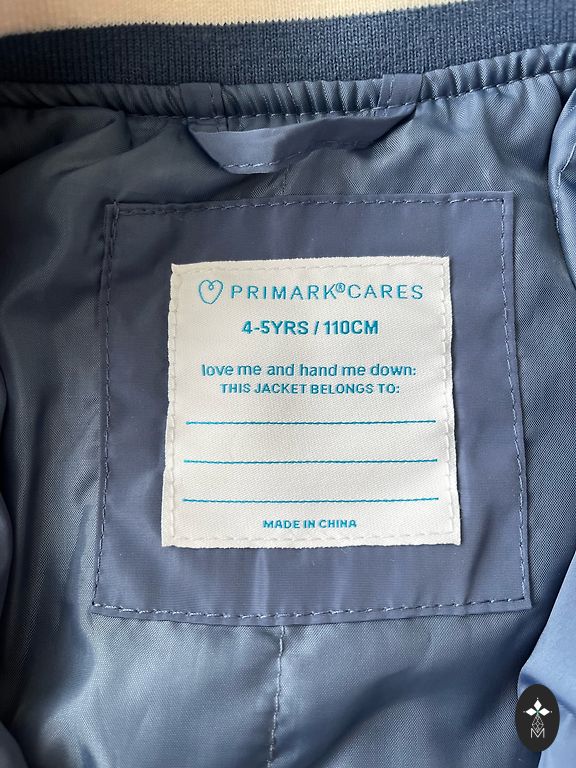 PRIMARK®CARES
4-5YRS / 110CM
love me and hand me down:
THIS JACKET BELONGS TO:
MADE IN CHINA